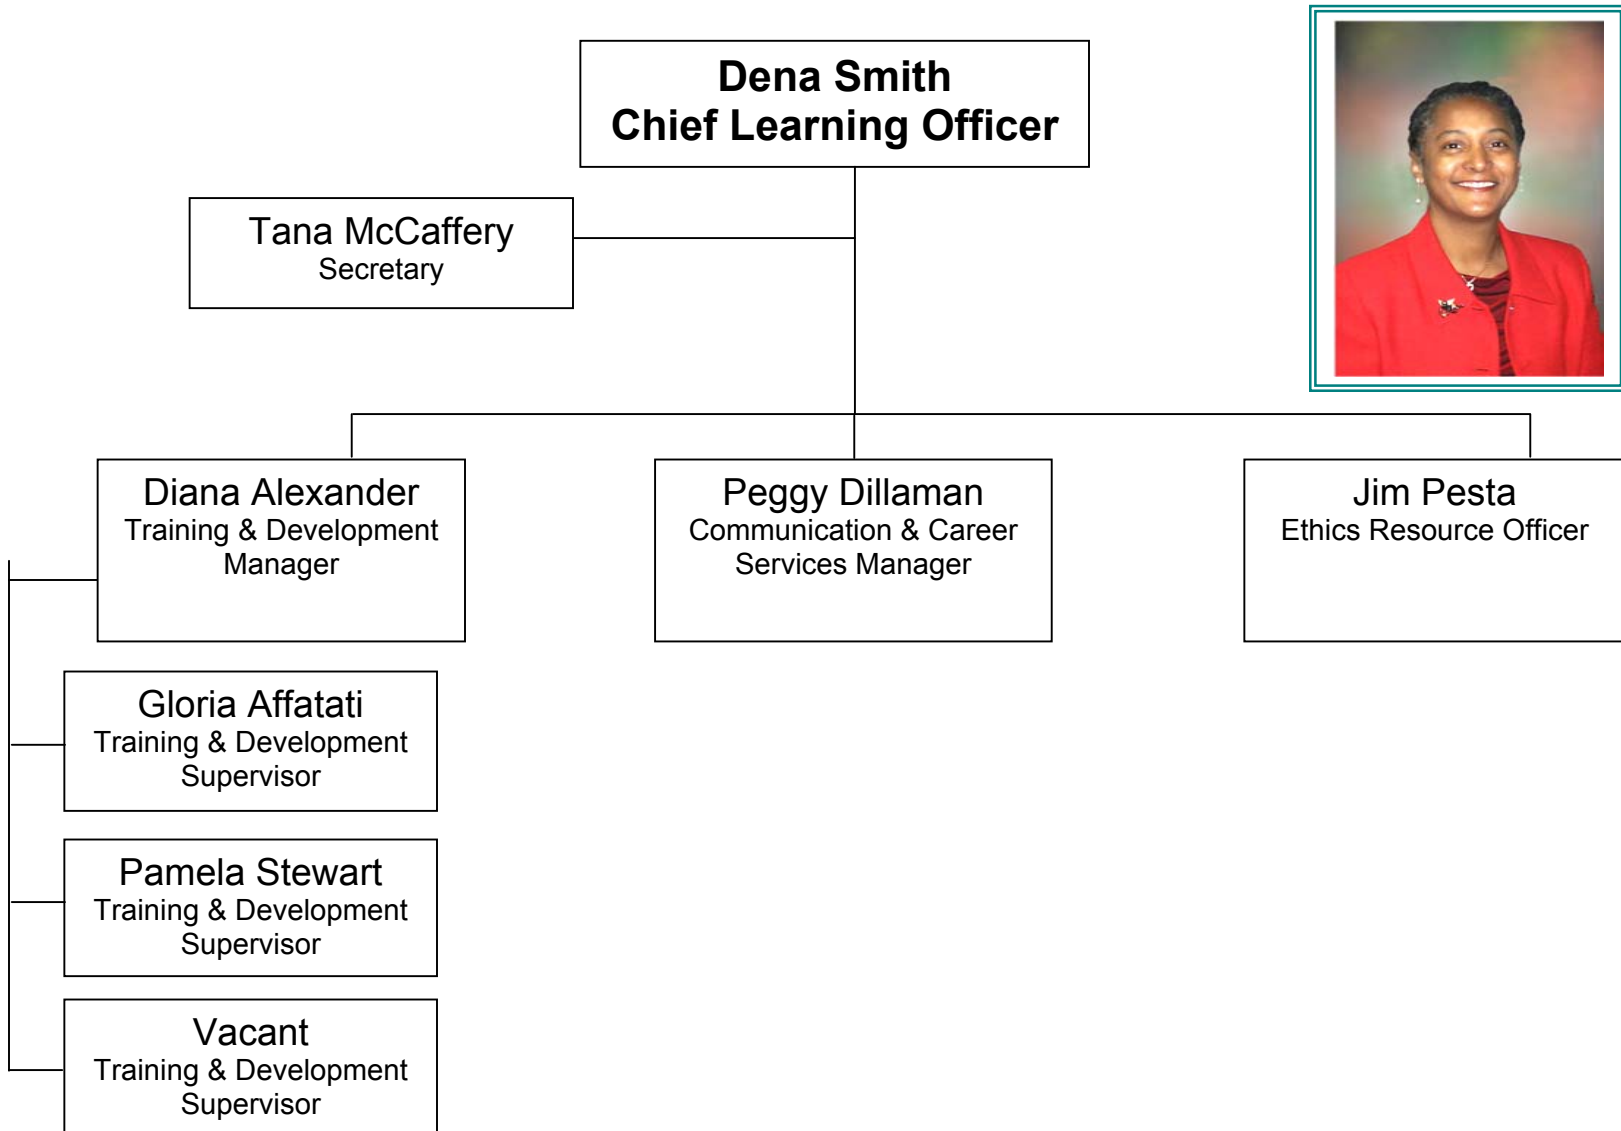 Dena Smith
Chief Learning Officer
Tana McCaffery
Secretary
Diana Alexander
Training & Development
Manager
Peggy Dillaman
Communication & Career
Services Manager
Jim Pesta
Ethics Resource Officer
Gloria Affatati
Training & Development
Supervisor
Pamela Stewart
Training & Development
Supervisor
Vacant
Training & Development
Supervisor